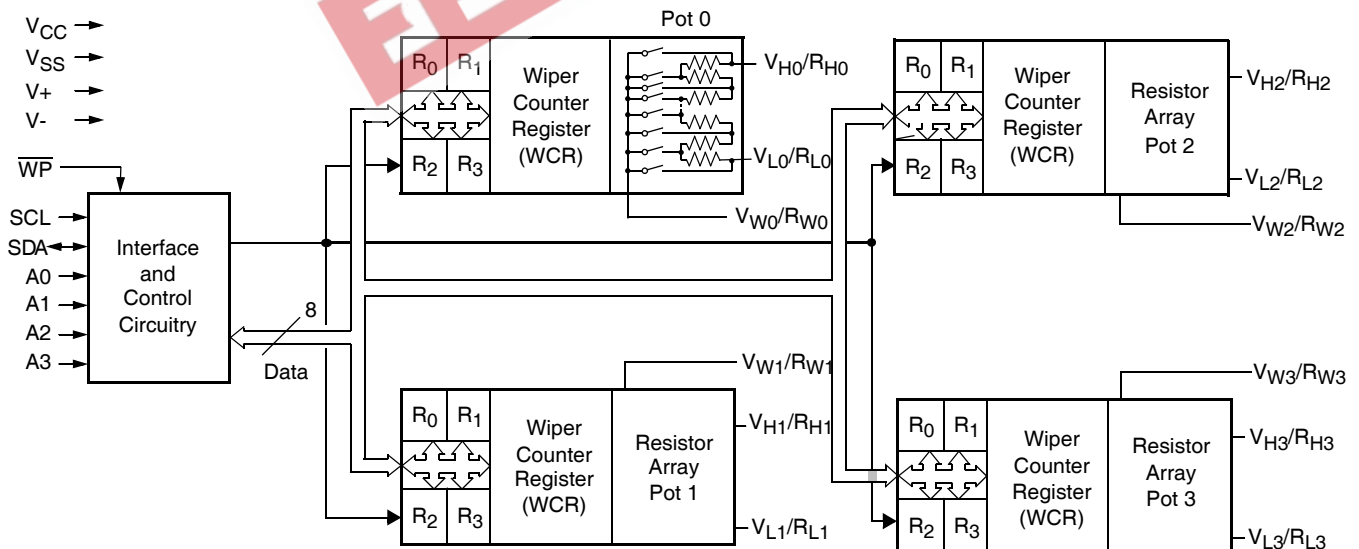 V_CC
V_SS
V+
V-
WP
SCL
SDA
A0
A1
A2
A3
Interface
and
Control
Circuitry
8
Data
Pot 0
R0 R1
R2 R3
Wiper
Counter
Register
(WCR)
VH0/RH0
VL0/RL0
VW0/RW0
R0 R1
R2 R3
Wiper
Counter
Register
(WCR)
Resistor
Array
Pot 2
VH2/RH2
VL2/RL2
VW2/RW2
R0 R1
R2 R3
Wiper
Counter
Register
(WCR)
Resistor
Array
Pot 1
VW1/RW1
VH1/RH1
VL1/RL1
R0 R1
R2 R3
Wiper
Counter
Register
(WCR)
Resistor
Array
Pot 3
VW3/RW3
VH3/RH3
VL3/RL3